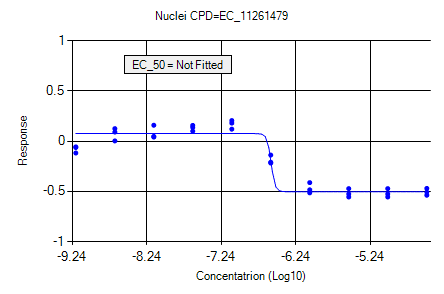 Nuclei CPD=EC_11261479
EC_50 = Not Fitted
Response
1
0.5
0
-0.5
-1
-9.24 -8.24 -7.24 -6.24 -5.24
Concentatrion (Log10)